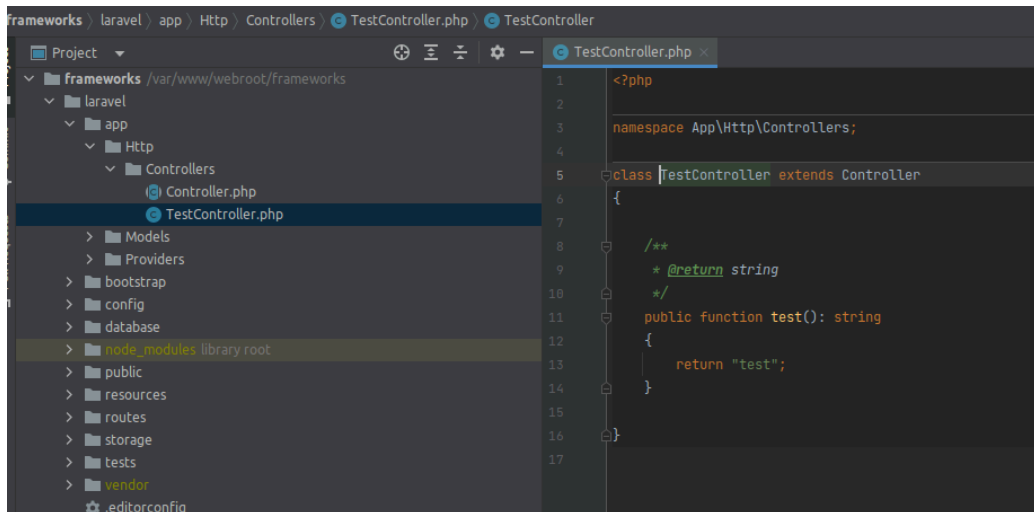 frameworks laravel app Http Controllers TestController.php TestController
Project
TestController.php
frameworks /var/www/webroot/frameworks
laravel
app
Http
Controllers
Controller.php
TestController.php
Models
Providers
bootstrap
config
database
node_modules library root
public
resources
routes
storage
tests
vendor
.editorconfig
1 <?php
2
3 namespace App\Http\Controllers;
4
5 class TestController extends Controller
6 {
7
8 /**
9 * @return string
10 */
11 public function test(): string
12 {
13 return "test";
14 }
15
16 }
17